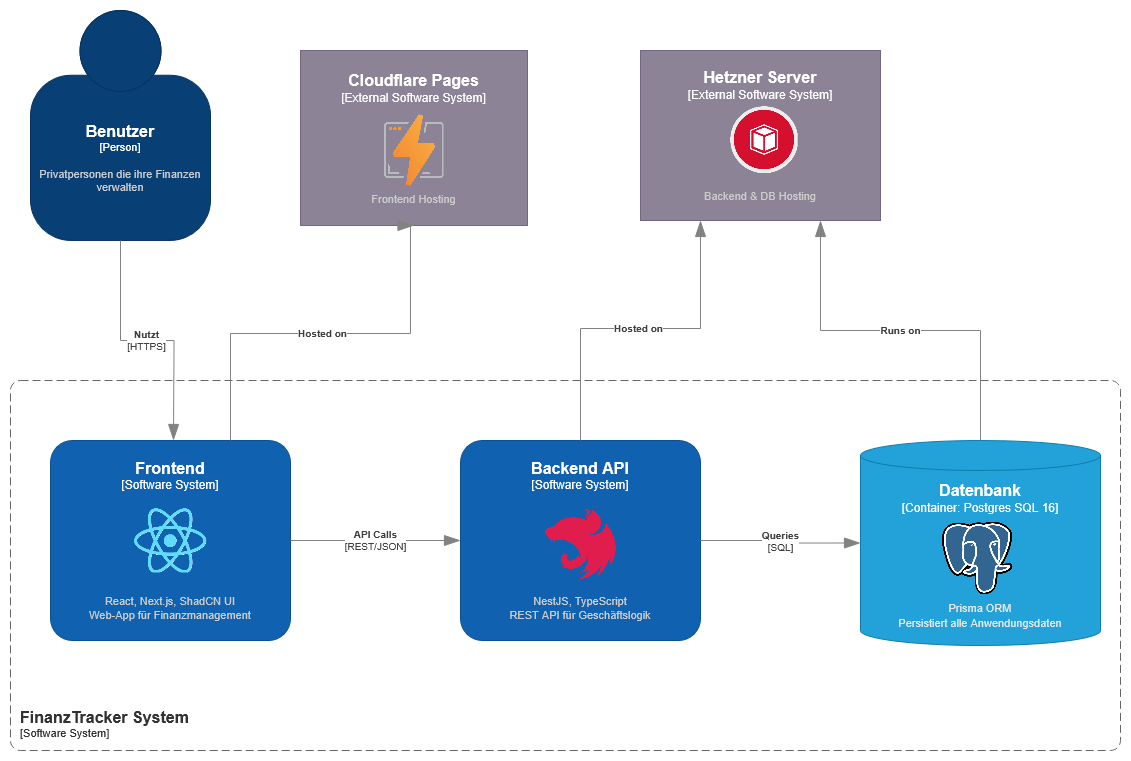 Benutzer
[Person]
Privatpersonen die ihre Finanzen
verwalten
Cloudflare Pages
[External Software System]
Frontend Hosting
Hetzner Server
[External Software System]
Backend & DB Hosting
Nutzt
[HTTPS]
Hosted on
Hosted on
Runs on
Frontend
[Software System]
React, Next.js, ShadCN UI
Web-App für Finanzmanagement
API Calls
[REST/JSON]
Backend API
[Software System]
NestJS, TypeScript
REST API für Geschäftslogik
Queries
[SQL]
Datenbank
[Container: Postgres SQL 16]
Prisma ORM
Persistiert alle Anwendungsdaten
FinanzTracker System
[Software System]